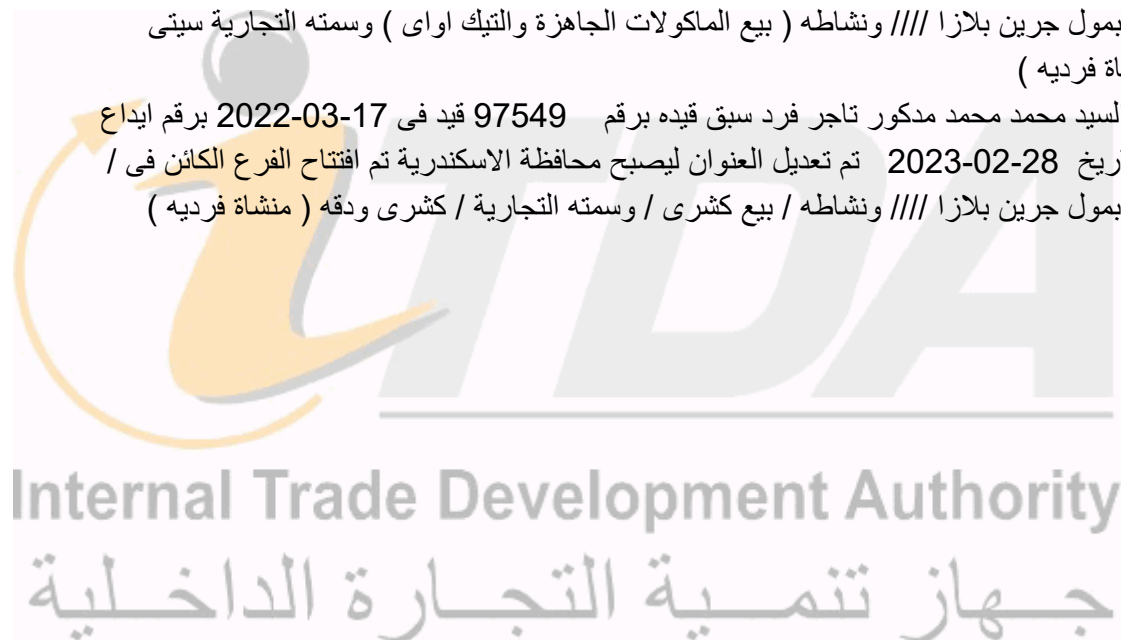 بمول جرين بلازا //// ونشاطه ( بيع الماكولات الجاهزة والتيك اواى ) وسمته التجارية سيتى
اة فرديه )
لسيد محمد محمد مدكور تاجر فرد سبق قيده برقم 97549 قيد فى 17-03-2022 برقم ايداع
ريخ 28-02-2023 تم تعديل العنوان ليصبح محافظة الاسكندرية تم افتتاح الفرع الكائن فى /
بمول جرين بلازا //// ونشاطه / بيع كشرى / وسمته التجارية / كشرى ودقه ( منشاة فرديه )
iTDA
Internal Trade Development Authority
جهاز تنمية التجارة الداخلية